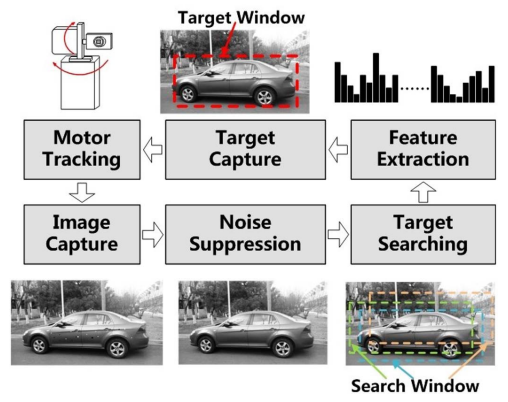 Target Window
Motor
Tracking
Target
Capture
Feature
Extraction
Image
Capture
Noise
Suppression
Target
Searching
Search Window